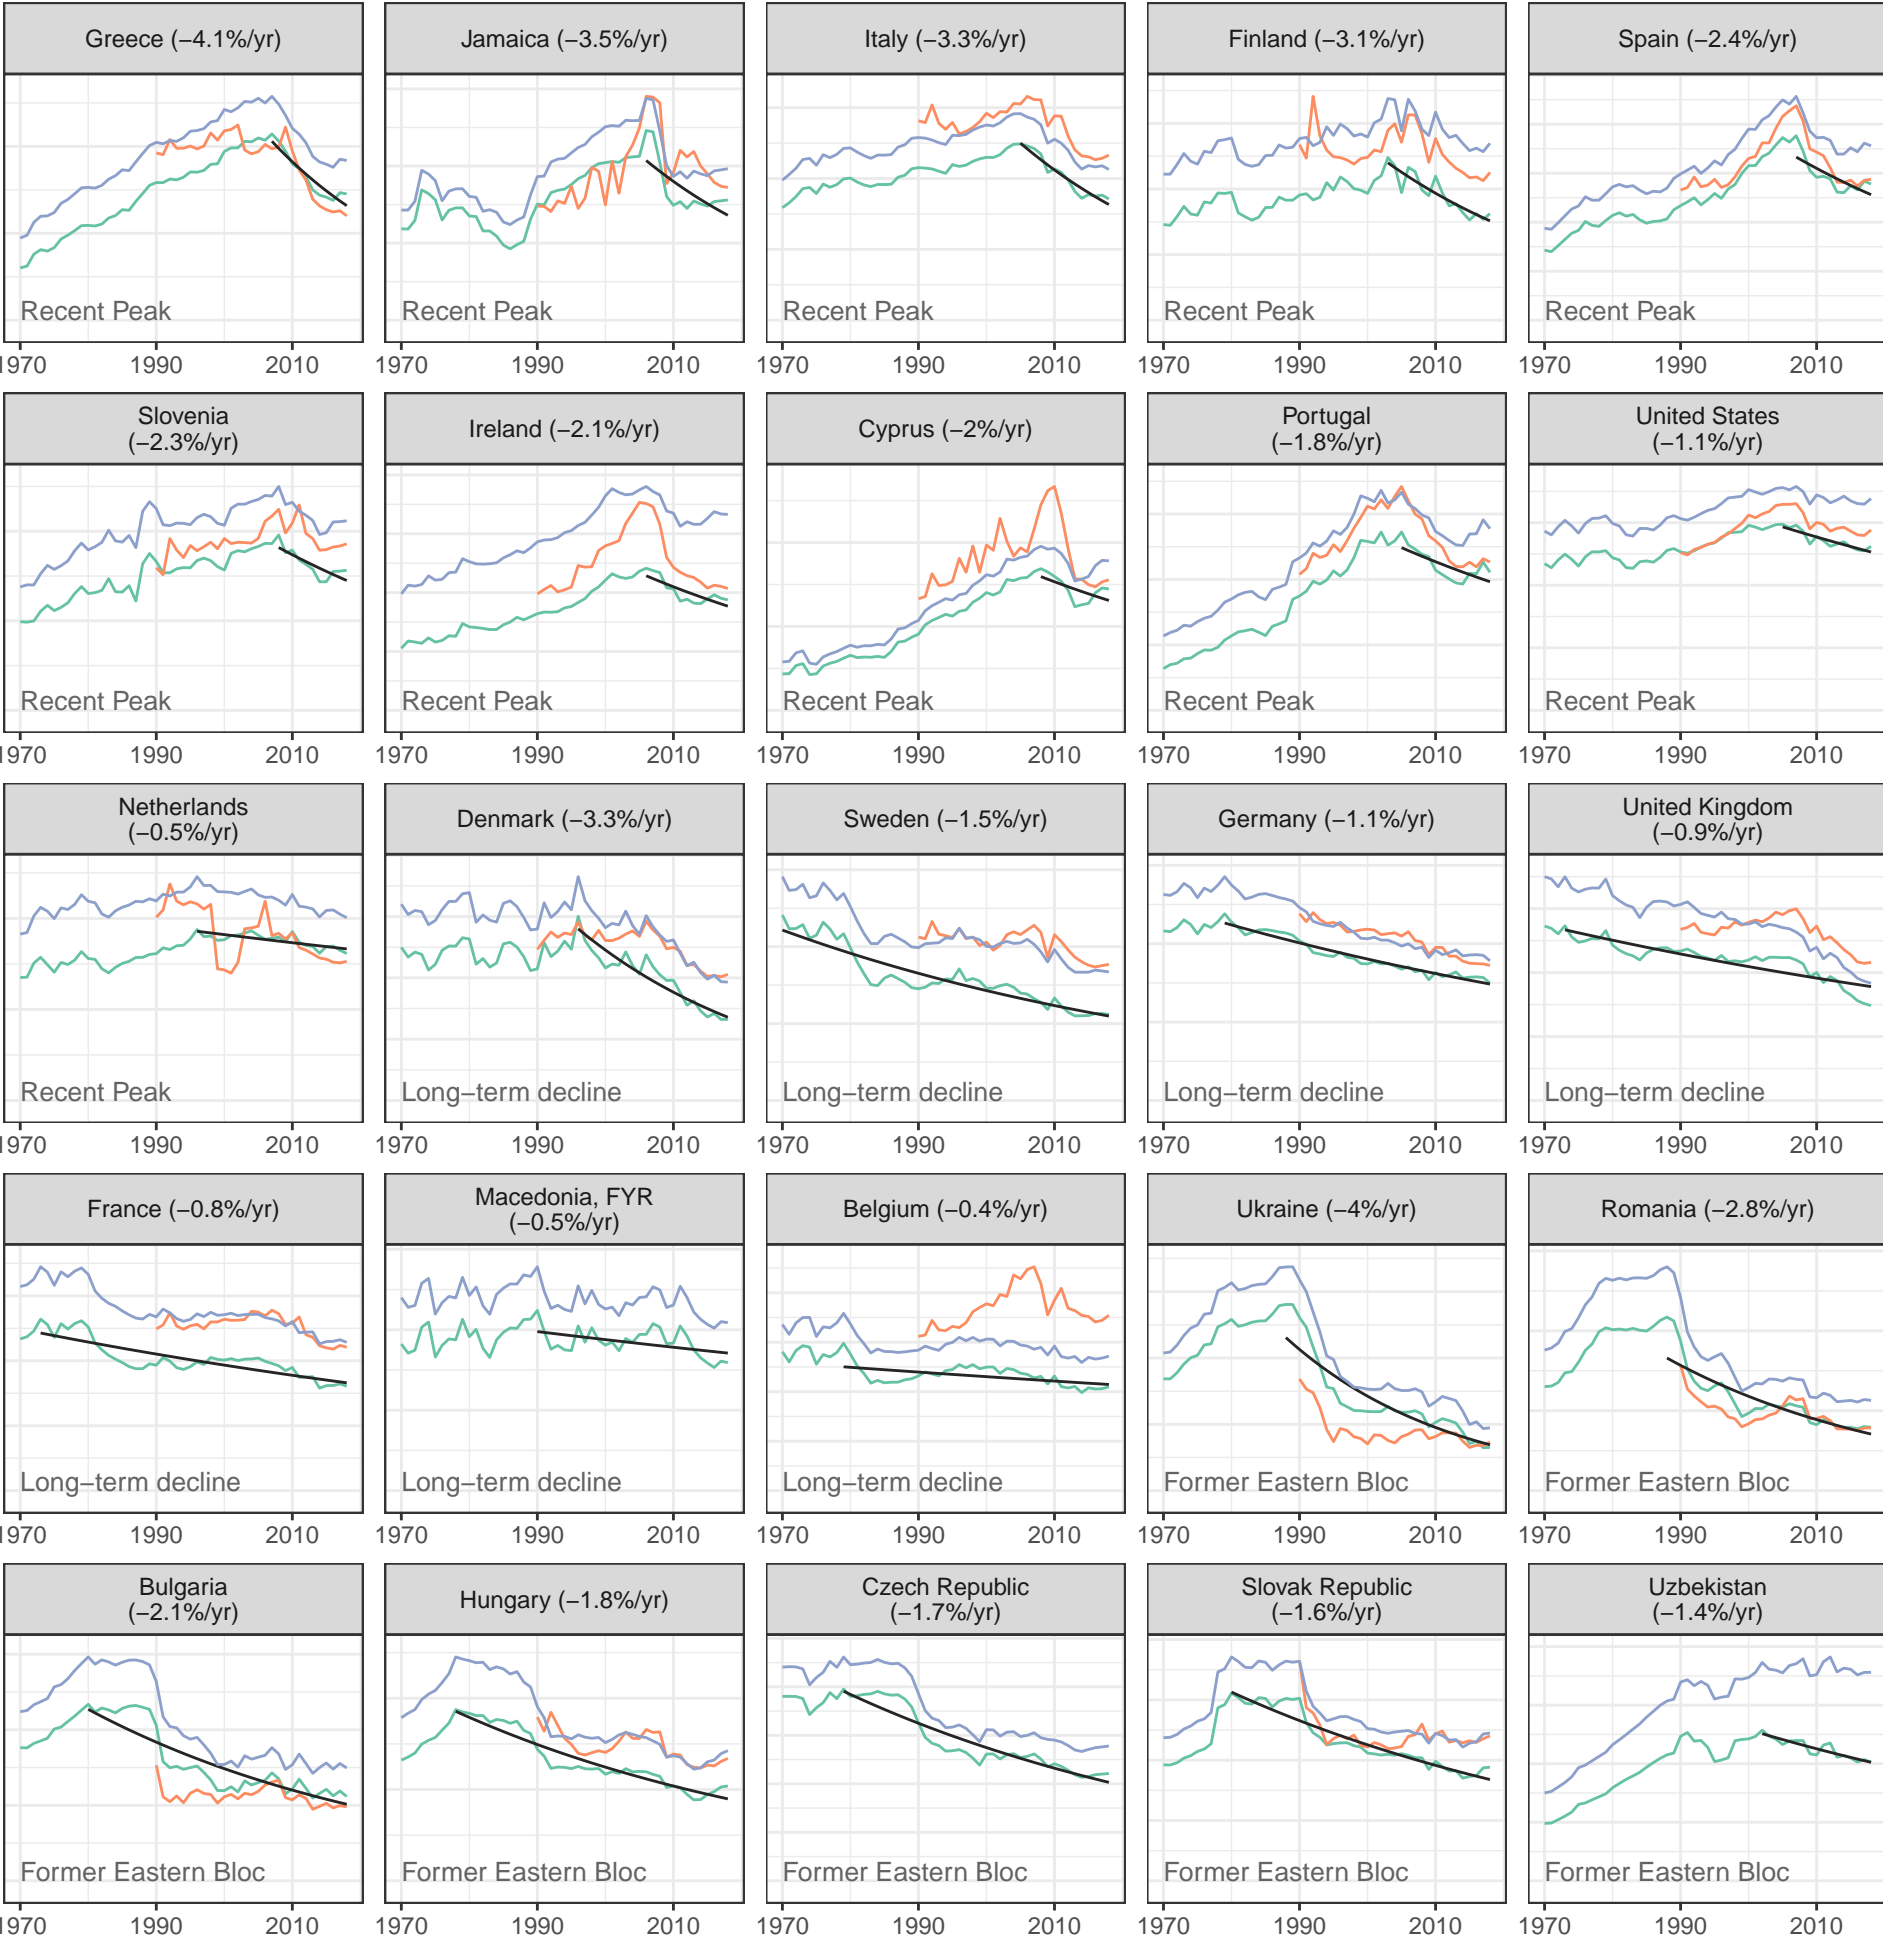 Greece (−4.1%/yr)
Jamaica (−3.5%/yr)
Italy (−3.3%/yr)
Finland (−3.1%/yr)
Spain (−2.4%/yr)
Recent Peak
Recent Peak
Recent Peak
Recent Peak
Recent Peak
1970 1990 2010
1970 1990 2010
1970 1990 2010
1970 1990 2010
1970 1990 2010
Slovenia
(−2.3%/yr)
Ireland (−2.1%/yr)
Cyprus (−2%/yr)
Portugal
(−1.8%/yr)
United States
(−1.1%/yr)
Recent Peak
Recent Peak
Recent Peak
Recent Peak
Recent Peak
1970 1990 2010
1970 1990 2010
1970 1990 2010
1970 1990 2010
1970 1990 2010
Netherlands
(−0.5%/yr)
Denmark (−3.3%/yr)
Sweden (−1.5%/yr)
Germany (−1.1%/yr)
United Kingdom
(−0.9%/yr)
Recent Peak
Long−term decline
Long−term decline
Long−term decline
Long−term decline
1970 1990 2010
1970 1990 2010
1970 1990 2010
1970 1990 2010
1970 1990 2010
France (−0.8%/yr)
Macedonia, FYR
(−0.5%/yr)
Belgium (−0.4%/yr)
Ukraine (−4%/yr)
Romania (−2.8%/yr)
Long−term decline
Long−term decline
Long−term decline
Former Eastern Bloc
Former Eastern Bloc
1970 1990 2010
1970 1990 2010
1970 1990 2010
1970 1990 2010
1970 1990 2010
Bulgaria
(−2.1%/yr)
Hungary (−1.8%/yr)
Czech Republic
(−1.7%/yr)
Slovak Republic
(−1.6%/yr)
Uzbekistan
(−1.4%/yr)
Former Eastern Bloc
Former Eastern Bloc
Former Eastern Bloc
Former Eastern Bloc
Former Eastern Bloc
1970 1990 2010
1970 1990 2010
1970 1990 2010
1970 1990 2010
1970 1990 2010